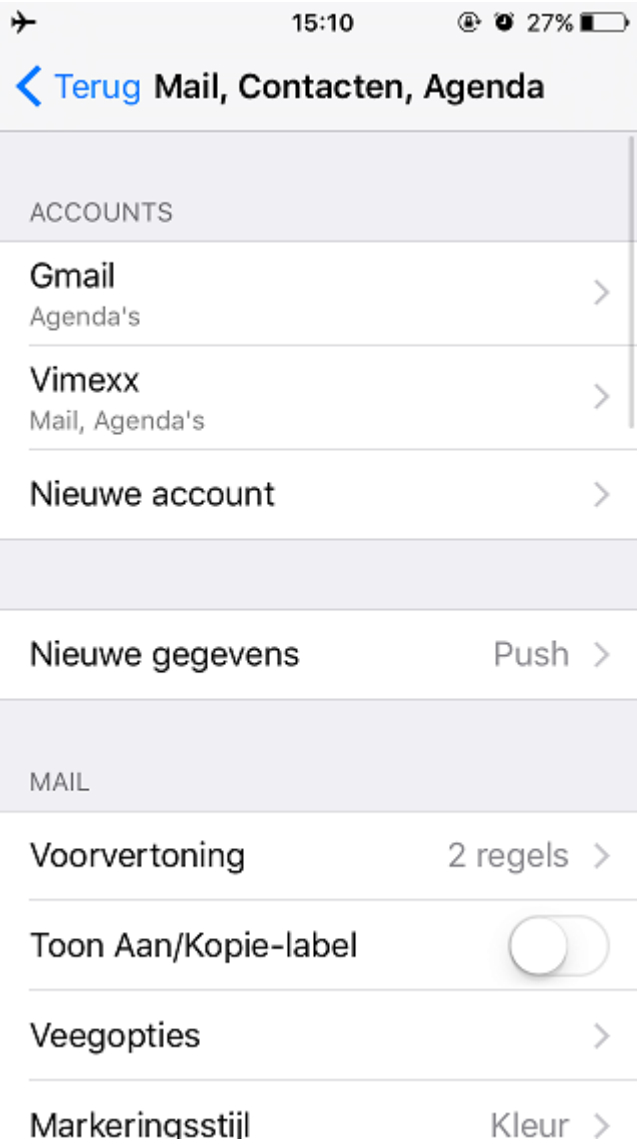 15:10
27%
Terug Mail, Contacten, Agenda
ACCOUNTS
Gmail
Agenda's
Vimexx
Mail, Agenda's
Nieuwe account
Nieuwe gegevens Push
MAIL
Voorvertoning 2 regels
Toon Aan/Kopie-label
Veegopties
Markeringsstijl Kleur